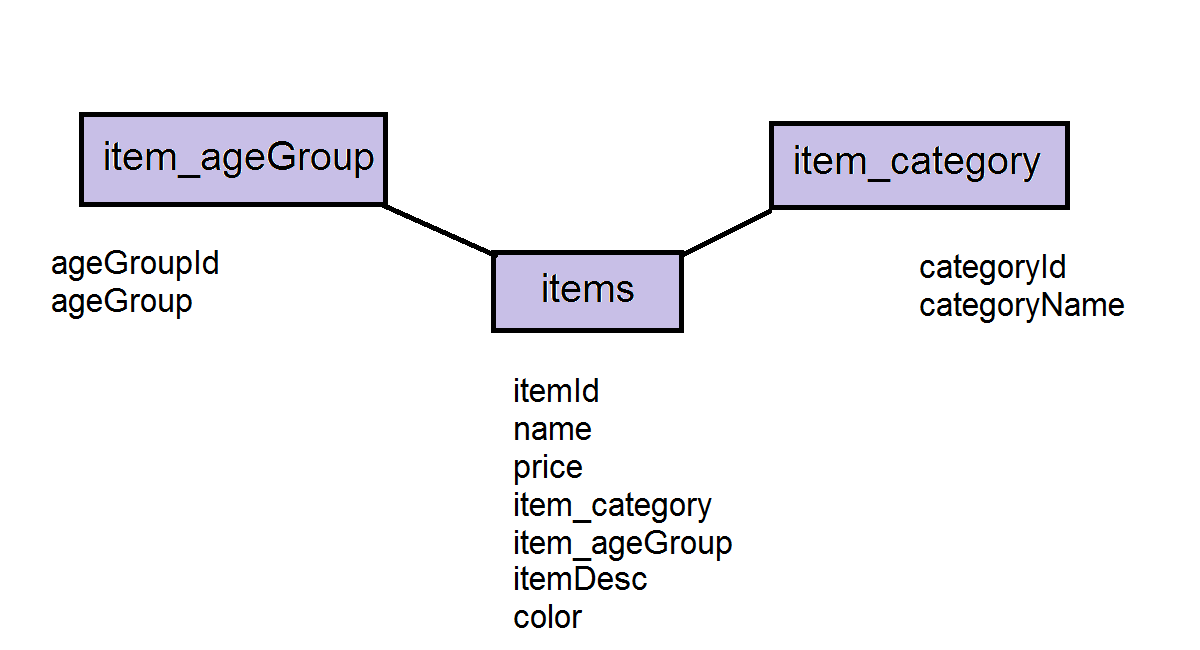 item_ageGroup
item_category
ageGroupId
ageGroup
items
categoryId
categoryName
itemId
name
price
item_category
item_ageGroup
itemDesc
color